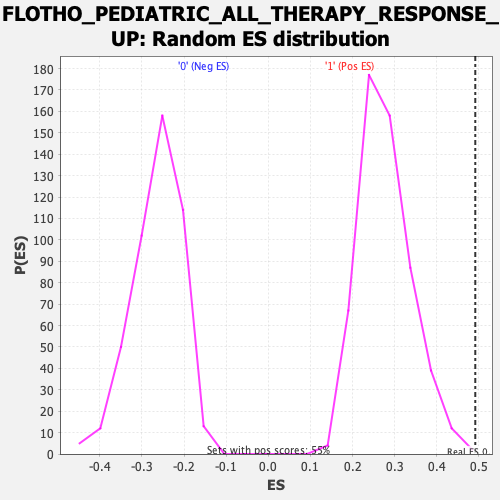 FLOTHO_PEDIATRIC_ALL_THERAPY_RESPONSE_
UP: Random ES distribution
'0' (Neg ES) '1' (Pos ES)
180
170
160
150
140
130
120
110
100
90
80
70
60
50
40
30
20
10
0
P(ES)
Sets with pos scores: 55%
Real ES 0
-0.4 -0.3 -0.2 -0.1 0.0 0.1 0.2 0.3 0.4 0.5
ES